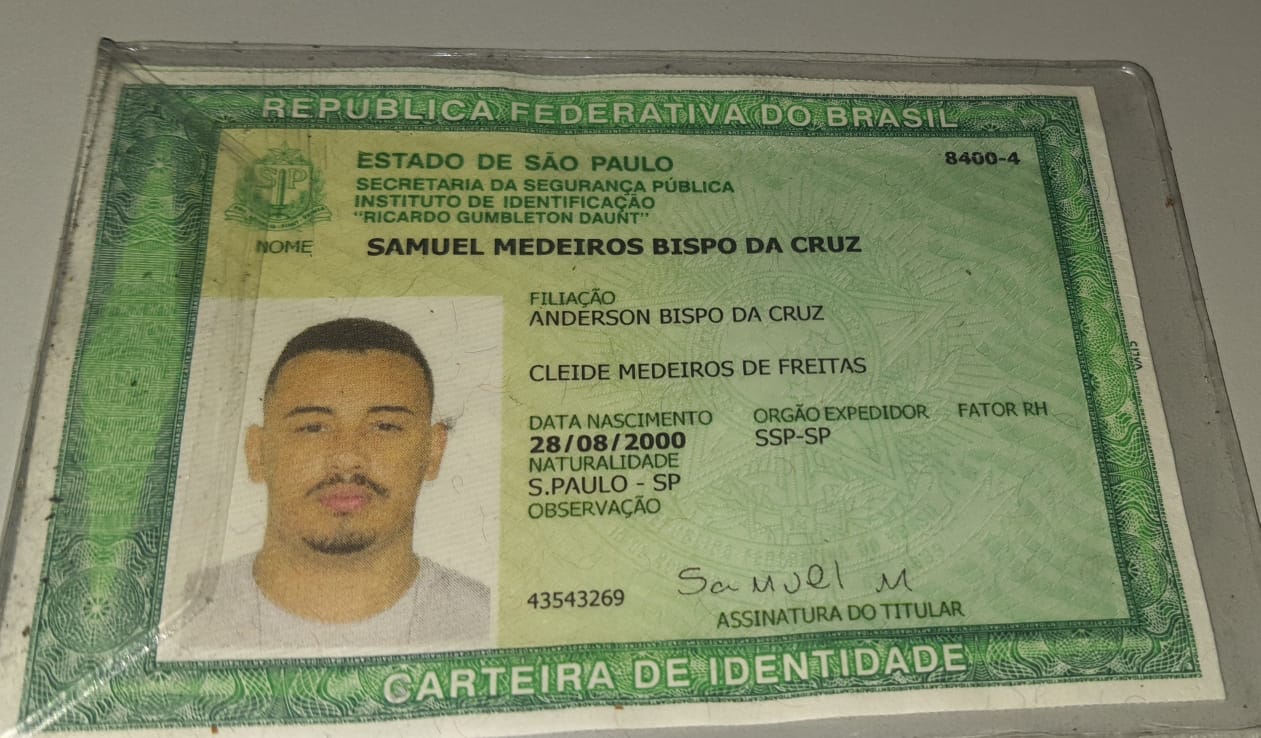 REPÚBLICA FEDERATIVA DO BRASIL
8400-4
ESTADO DE SÃO PAULO
SECRETARIA DA SEGURANÇA PÚBLICA
INSTITUTO DE IDENTIFICAÇÃO
"RICARDO GUMBLETON DAUNT"
NOME SAMUEL MEDEIROS BISPO DA CRUZ
FILIAÇÃO
ANDERSON BISPO DA CRUZ
CLEIDE MEDEIROS DE FREITAS
DATA NASCIMENTO ORGÃO EXPEDIDOR FATOR RH
28/08/2000 SSP-SP
NATURALIDADE
S.PAULO - SP
OBSERVAÇÃO
43543269 Samuel M
ASSINATURA DO TITULAR
CARTEIRA DE IDENTIDADE